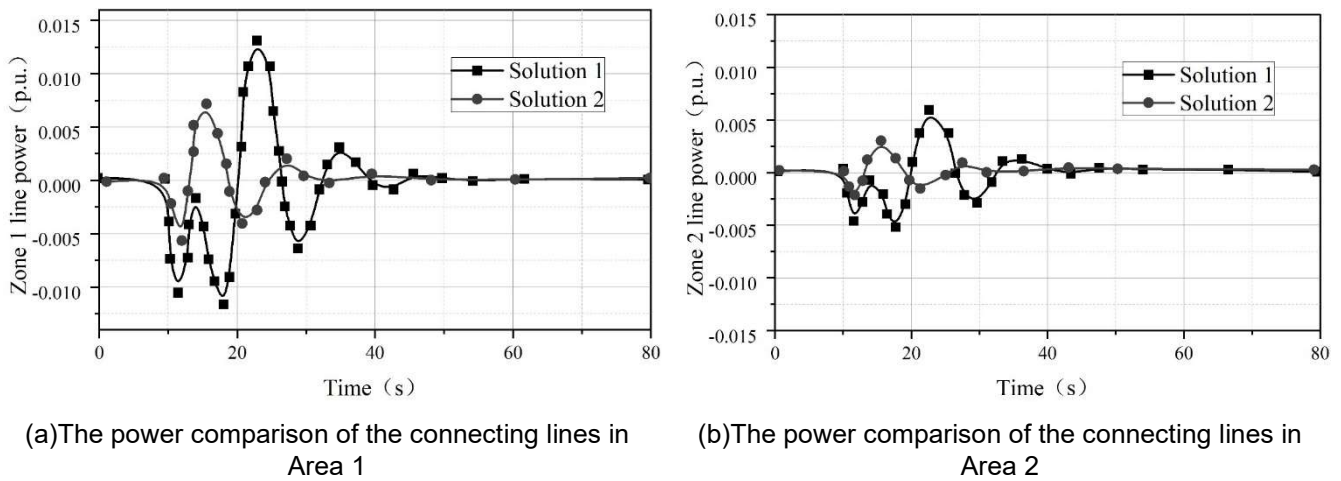 0.015
0.010
0.005
0.000
-0.005
-0.010
Zone 1 line power（p.u.）
Solution 1
Solution 2
0
20
40
60
80
Time（s）
(a)The power comparison of the connecting lines in
Area 1
0.015
0.010
0.005
0.000
-0.005
-0.010
-0.015
Zone 2 line power（p.u.）
Solution 1
Solution 2
0
20
40
60
80
Time（s）
(b)The power comparison of the connecting lines in
Area 2